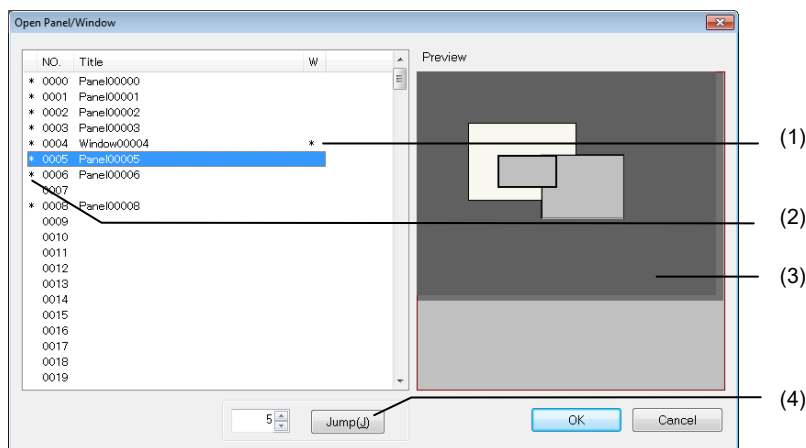 Open Panel/Window
NO. Title W
* 0000 Panel00000
* 0001 Panel00001
* 0002 Panel00002
* 0003 Panel00003
* 0004 Window00004 *
* 0005 Panel00005
* 0006 Panel00006
0007
* 0008 Panel00008
0009
0010
0011
0012
0013
0014
0015
0016
0017
0018
0019
Preview
(1)
(2)
(3)
(4)
5 Jump(J)
OK Cancel